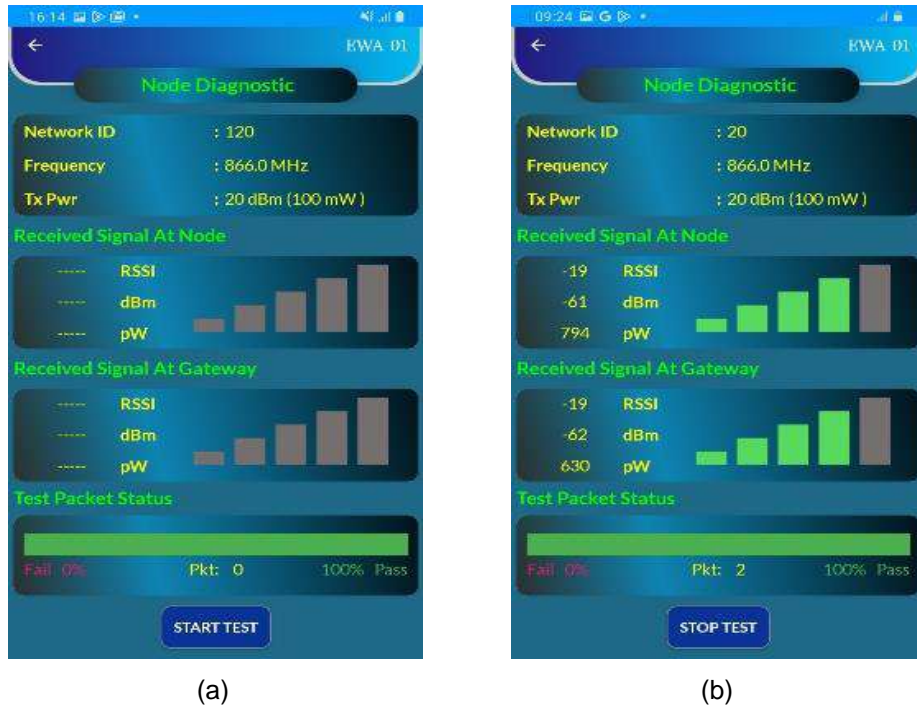 16:14
EWA 01
Node Diagnostic
Network ID : 120
Frequency : 866.0 MHz
Tx Pwr : 20 dBm (100 mW )
Received Signal At Node
----- RSSI
----- dBm
----- pW
Received Signal At Gateway
----- RSSI
----- dBm
----- pW
Test Packet Status
Fail 0% Pkt: 0 100% Pass
START TEST
(a)
09:24 G
EWA 01
Node Diagnostic
Network ID : 20
Frequency : 866.0 MHz
Tx Pwr : 20 dBm (100 mW )
Received Signal At Node
-19 RSSI
-61 dBm
794 pW
Received Signal At Gateway
-19 RSSI
-62 dBm
630 pW
Test Packet Status
Fail 0% Pkt: 2 100% Pass
STOP TEST
(b)